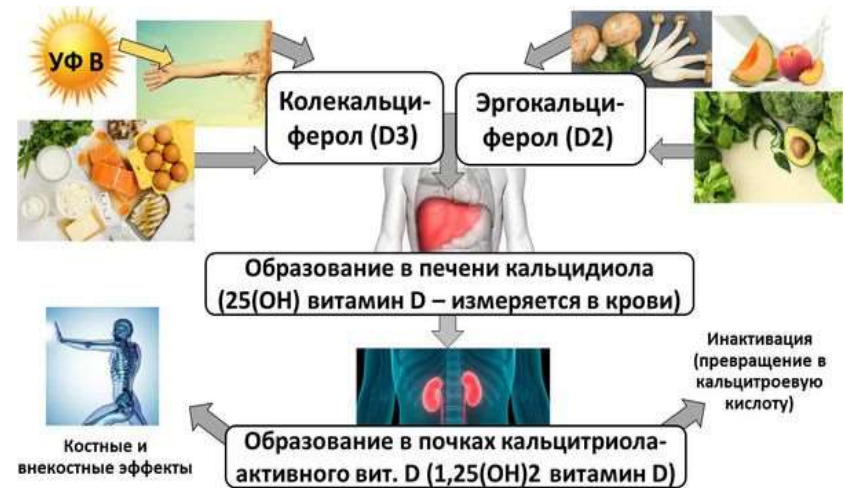 УФ В
Колекальци-
ферол (D3)
Эргокальци-
ферол (D2)
Образование в печени кальцидиола
(25(OH) витамин D – измеряется в крови)
Инактивация
(превращение в
кальцитроевую
кислоту)
Костные и
внекостные эффекты
Образование в почках кальцитриола-
активного вит. D (1,25(OH)2 витамин D)